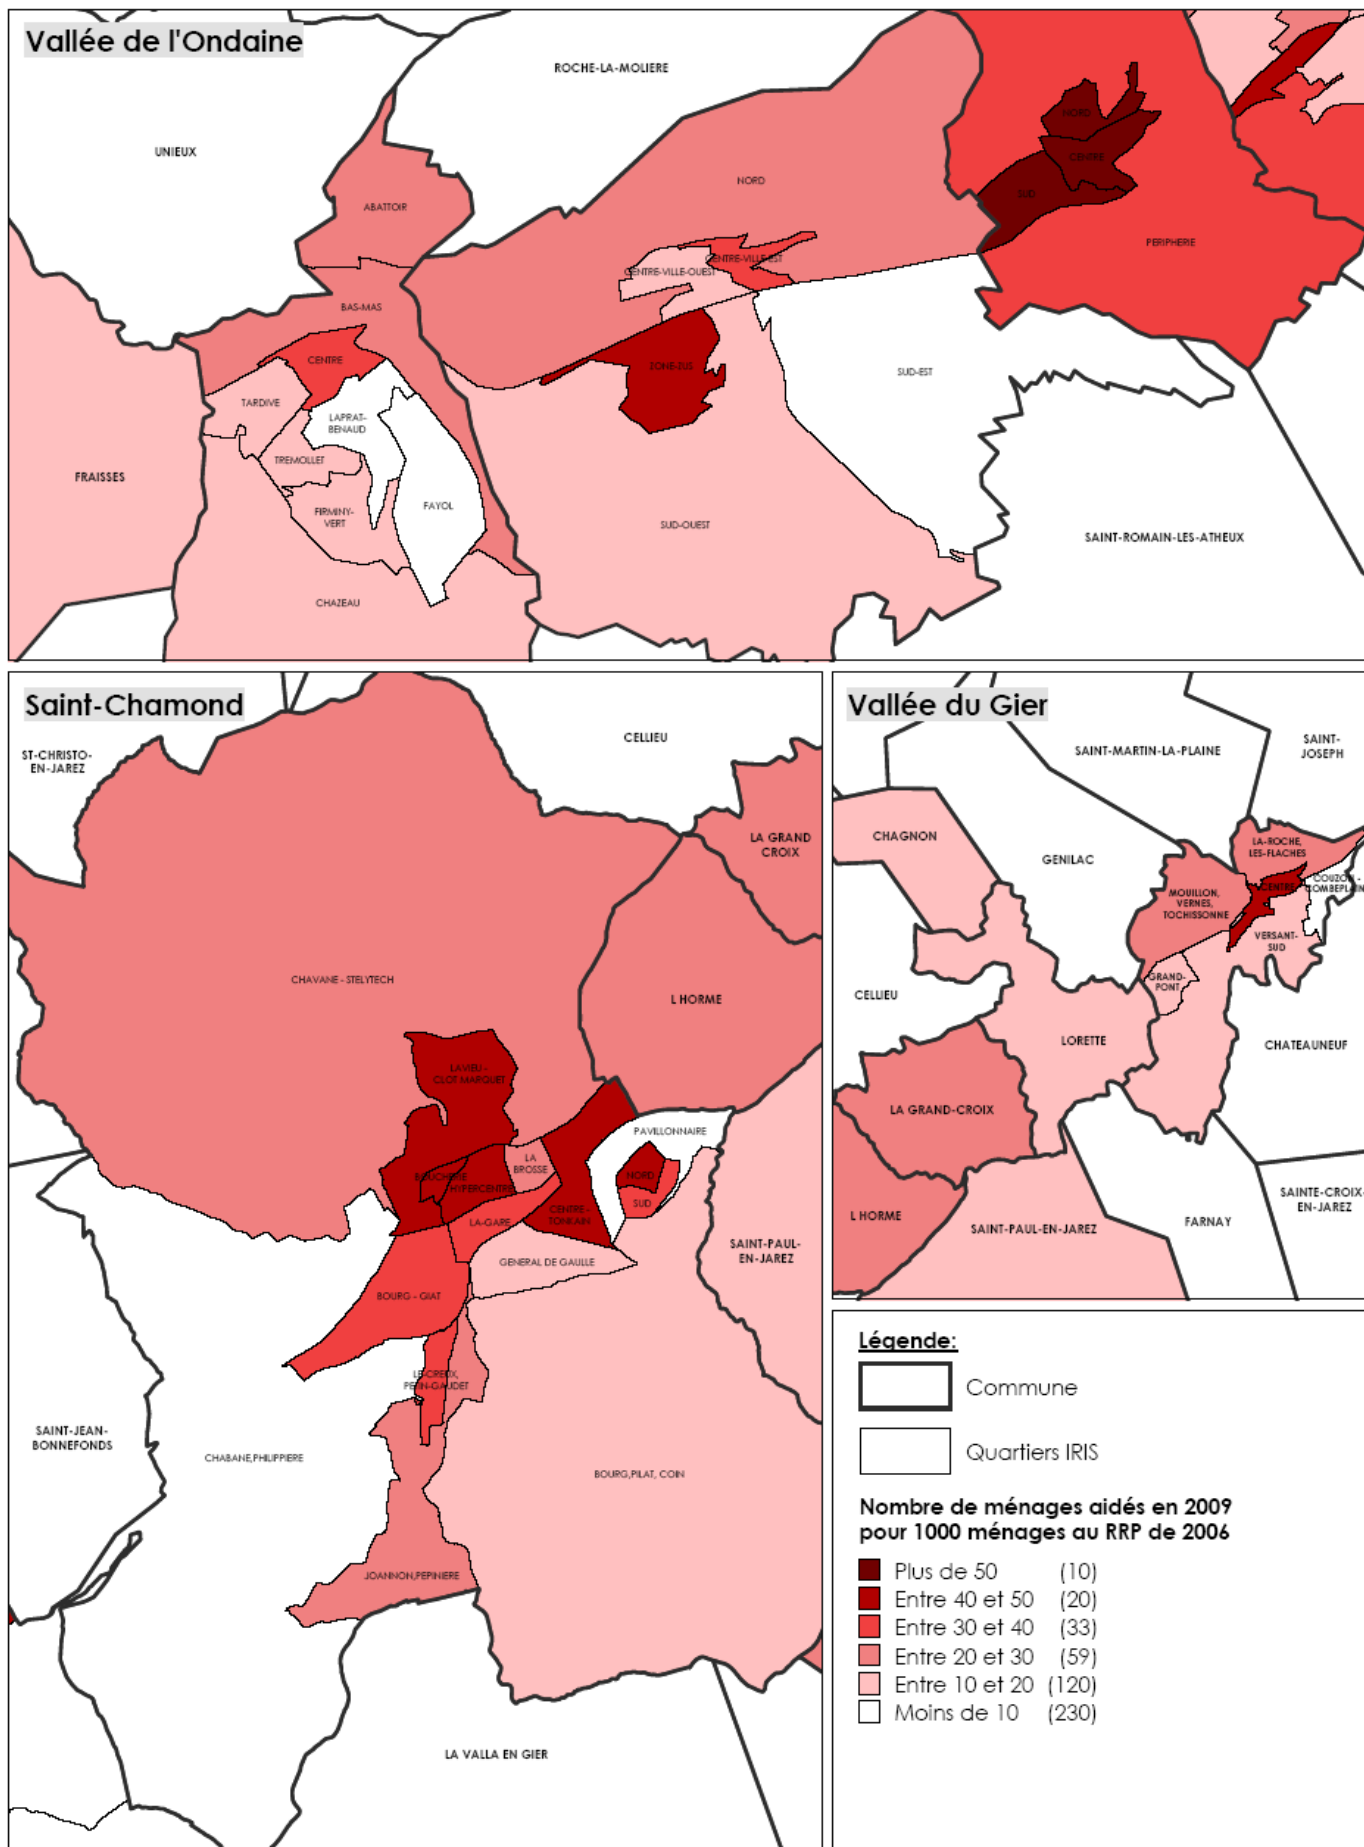 Vallée de l'Ondaine
ROCHE-LA-MOLIERE
UNIEUX
NORD
CENTRE
SUD
NORD
ABATTOIR
PERIPHERIE
CENTRE-VILLE-EST
CENTRE-VILLE-OUEST
BAS-MAS
CENTRE
ZONE-ZUS
SUD-EST
TARDIVE
LAPRAT-
BENAUD
TREMOLLET
FRAISSES
FAYOL
FIRMINY-
VERT
SUD-OUEST
SAINT-ROMAIN-LES-ATHEUX
CHAZEAU
Saint-Chamond
CELLIEU
ST-CHRISTO-
EN-JAREZ
LA GRAND
CROIX
CHAVANE - STELYTECH
L HORME
LAVIEU -
CLOT MARQUET
PAVILLONNAIRE
LA
BROSSE
BOUCHERIE
HYPERCENTRE
NORD
SUD
CENTRE -
FONSALA
LA-GARE
SAINT-PAUL-
EN-JAREZ
GENERAL DE GAULLE
BOURG - GIAT
LE-CREUX,
PETIN-GAUDET
SAINT-JEAN-
BONNEFONDS
CHABANE,PHILIPPIERE
BOURG,PILAT, COIN
JOANNON,PEPINIERE
LA VALLA EN GIER
Vallée du Gier
SAINT-MARTIN-LA-PLAINE
SAINT-
JOSEPH
CHAGNON
GENILAC
LA-ROCHE,
LES-FLACHES
COUZON -
COMBEPLAINE
CENTRE
MOUILLON,
VERNES,
TOCHISSONNE
VERSANT-
SUD
GRAND-
PONT
CELLIEU
LORETTE
CHATEAUNEUF
LA GRAND-CROIX
SAINTE-CROIX-
EN-JAREZ
L HORME
FARNAY
SAINT-PAUL-EN-JAREZ
Légende:
Commune
Quartiers IRIS
Nombre de ménages aidés en 2009
pour 1000 ménages au RRP de 2006
Plus de 50 (10)
Entre 40 et 50 (20)
Entre 30 et 40 (33)
Entre 20 et 30 (59)
Entre 10 et 20 (120)
Moins de 10 (230)